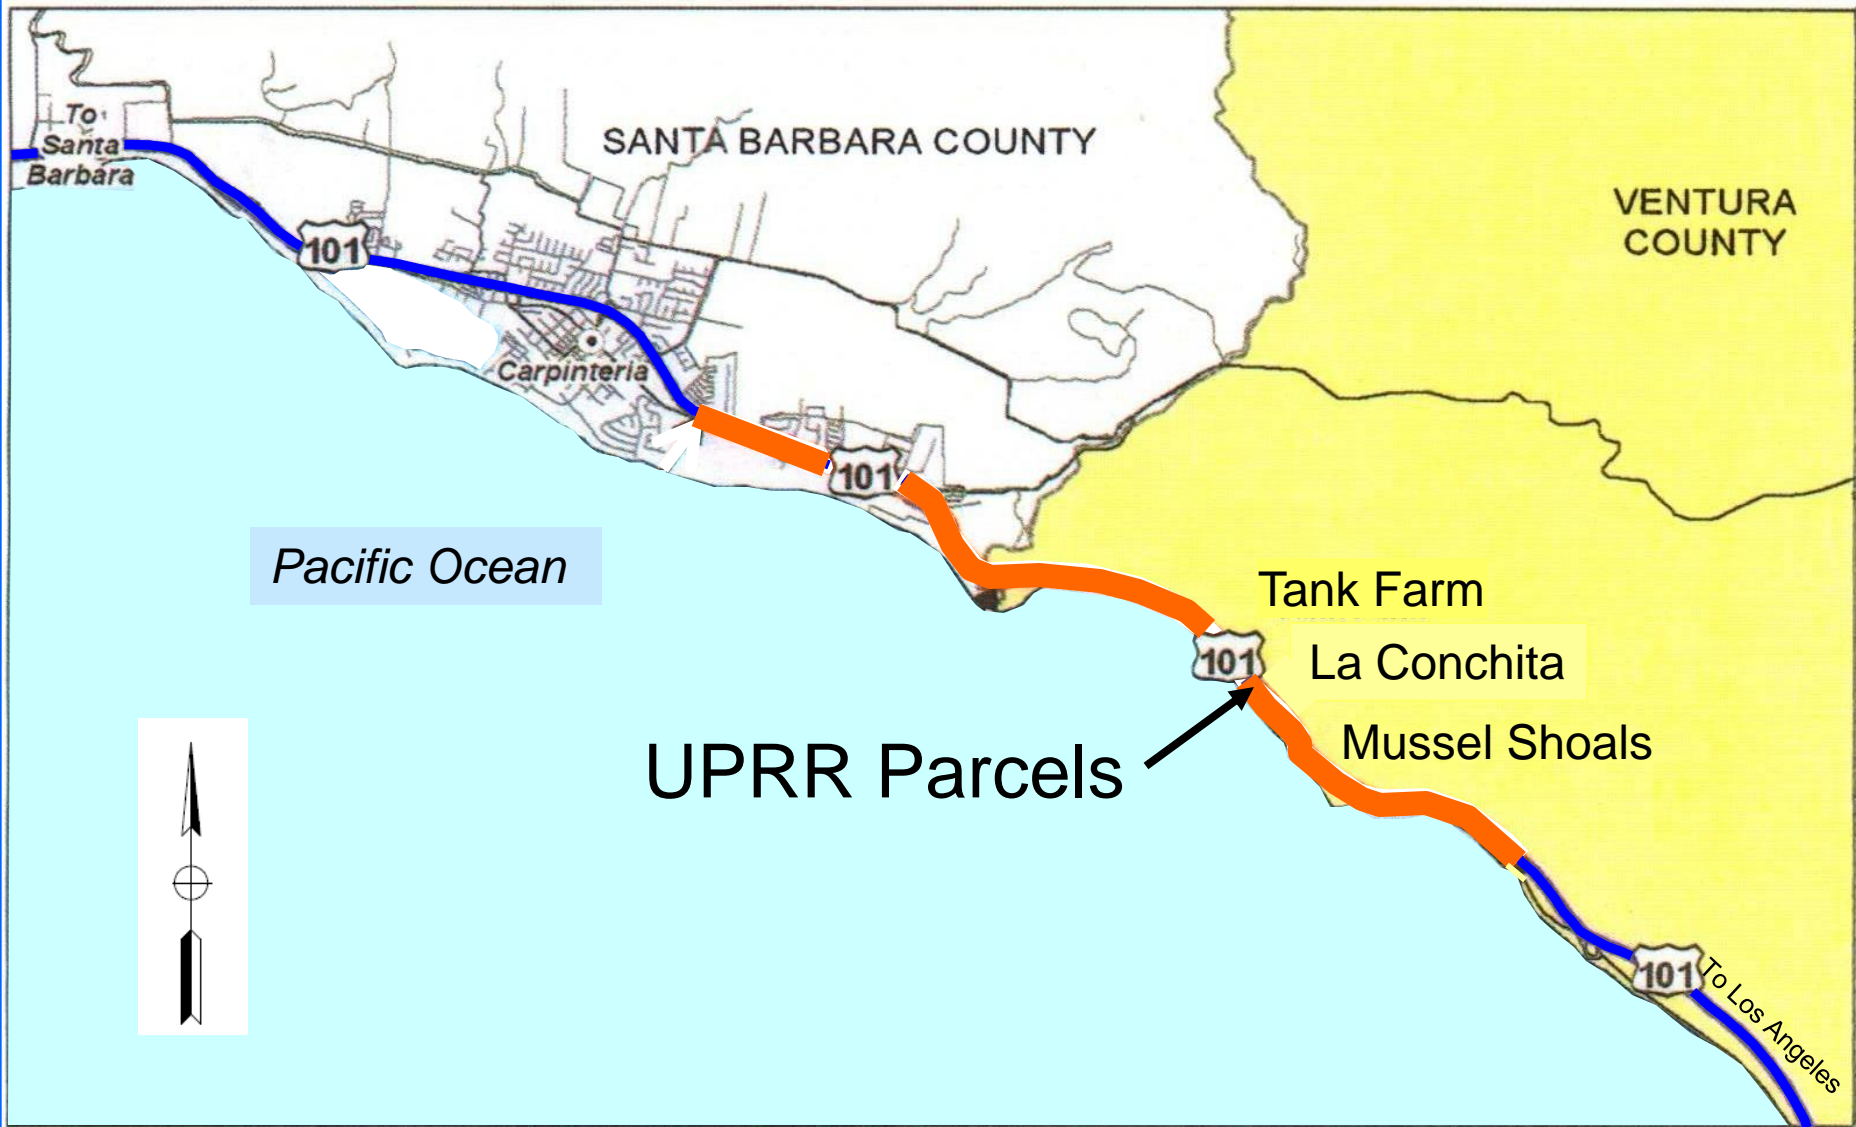 To
Santa
Barbara
SANTA BARBARA COUNTY
VENTURA
COUNTY
101
Carpinteria
101
Pacific Ocean
Tank Farm
101
La Conchita
Mussel Shoals
UPRR Parcels
101
To Los Angeles